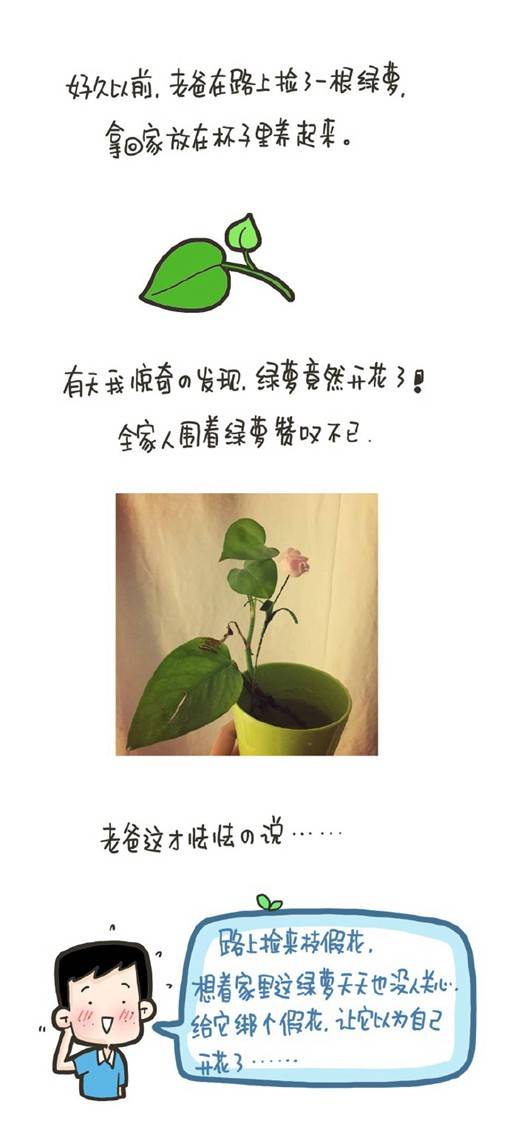 好久以前,老爸在路上捡了一根绿萝,
拿回家放在杯子里养起来。
有天我惊奇の发现,绿萝竟然开花了!
全家人围着绿萝赞叹不已.
老爸这才怯怯の说……
路上捡来枝假花,
想着家里这绿萝天天也没人关心.
给它绑个假花,让它以为自己
开花了……